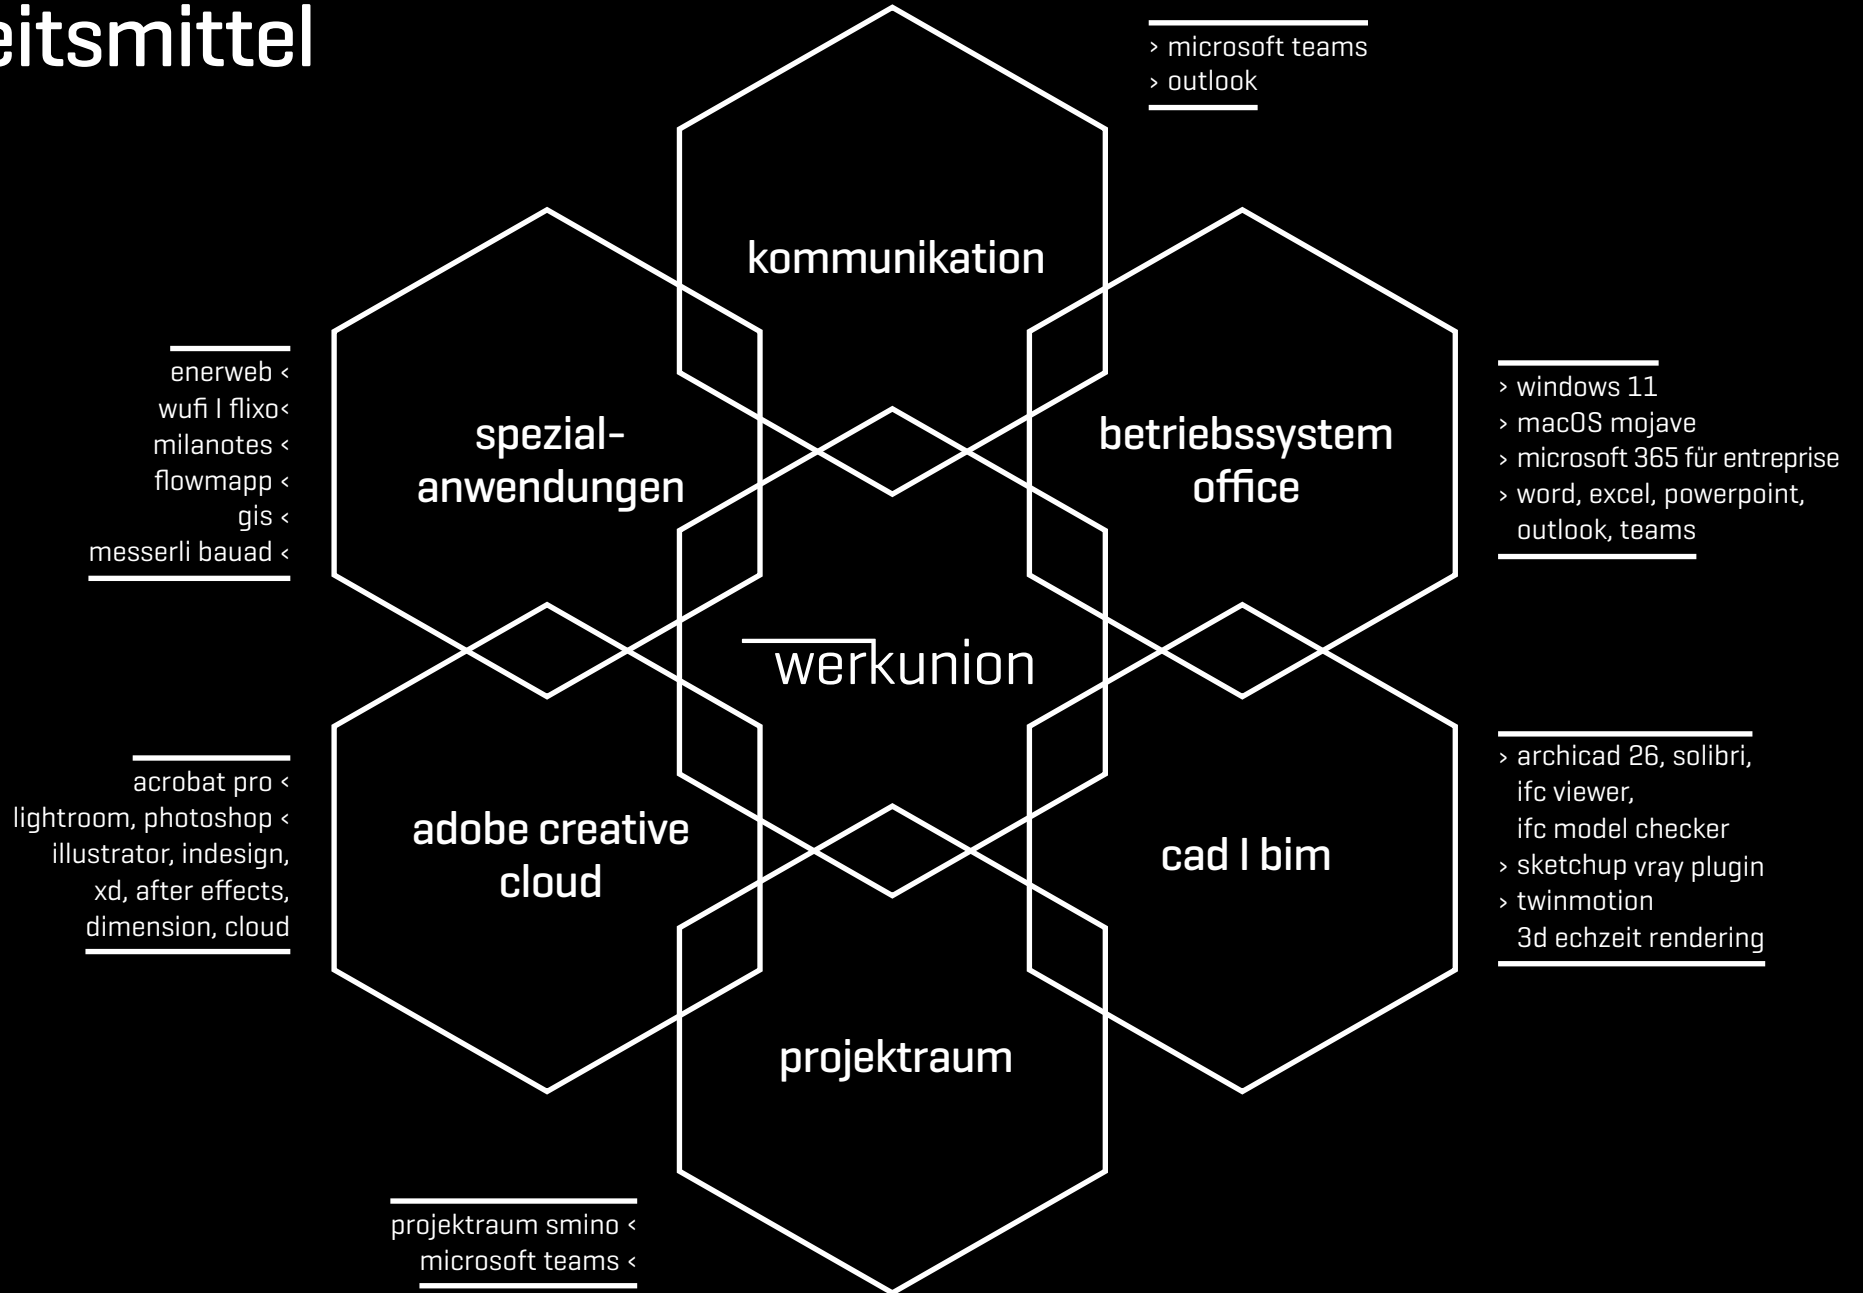 eitsmittel
> microsoft teams
> outlook
kommunikation
enerweb <
wufi | flixo<
milanotes <
flowmapp <
gis <
messerli bauad <
spezial-
anwendungen
betriebssystem
office
> windows 11
> macOS mojave
> microsoft 365 für entreprise
> word, excel, powerpoint,
outlook, teams
werkunion
acrobat pro <
lightroom, photoshop <
illustrator, indesign,
xd, after effects,
dimension, cloud
adobe creative
cloud
cad | bim
> archicad 26, solibri,
ifc viewer,
ifc model checker
> sketchup vray plugin
> twinmotion
3d echzeit rendering
projektraum
projektraum smino <
microsoft teams <